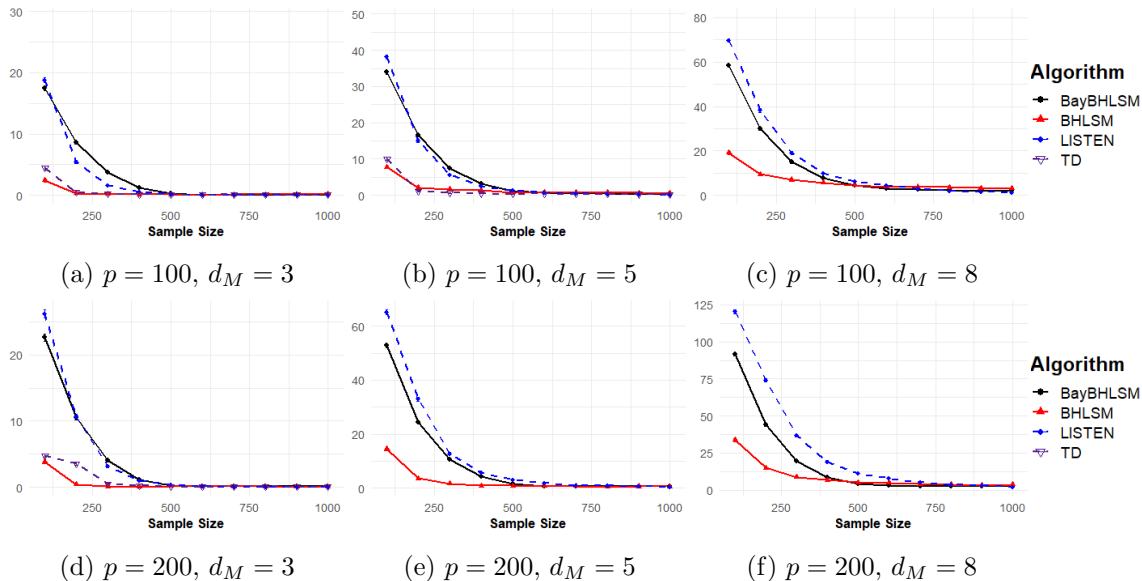 30
20
10
0
250 500 750 1000
Sample Size
(a) p = 100, d_M = 3
50
40
30
20
10
0
250 500 750 1000
Sample Size
(b) p = 100, d_M = 5
80
60
40
20
0
250 500 750 1000
Sample Size
(c) p = 100, d_M = 8
Algorithm
BayBHLSM
BHLSM
LISTEN
TD
20
10
0
250 500 750 1000
Sample Size
(d) p = 200, d_M = 3
60
40
20
0
250 500 750 1000
Sample Size
(e) p = 200, d_M = 5
125
100
75
50
25
0
250 500 750 1000
Sample Size
(f) p = 200, d_M = 8
Algorithm
BayBHLSM
BHLSM
LISTEN
TD